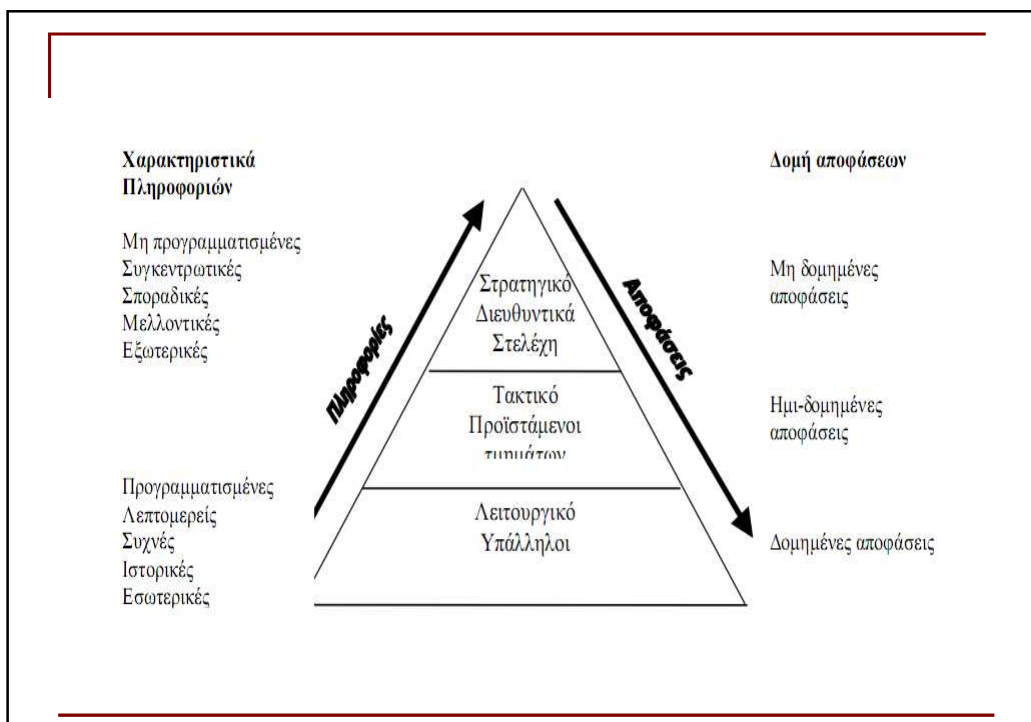 Χαρακτηριστικά
Πληροφοριών
Μη προγραμματισμένες
Συγκεντρωτικές
Σποραδικές
Μελλοντικές
Εξωτερικές
Προγραμματισμένες
Λεπτομερείς
Συχνές
Ιστορικές
Εσωτερικές
Πληροφορίες
Στρατηγικό
Διευθυντικά
Στελέχη
Τακτικό
Προϊστάμενοι
τμημάτων
Λειτουργικό
Υπάλληλοι
Αποφάσεις
Δομή αποφάσεων
Μη δομημένες
αποφάσεις
Ημι-δομημένες
αποφάσεις
Δομημένες αποφάσεις